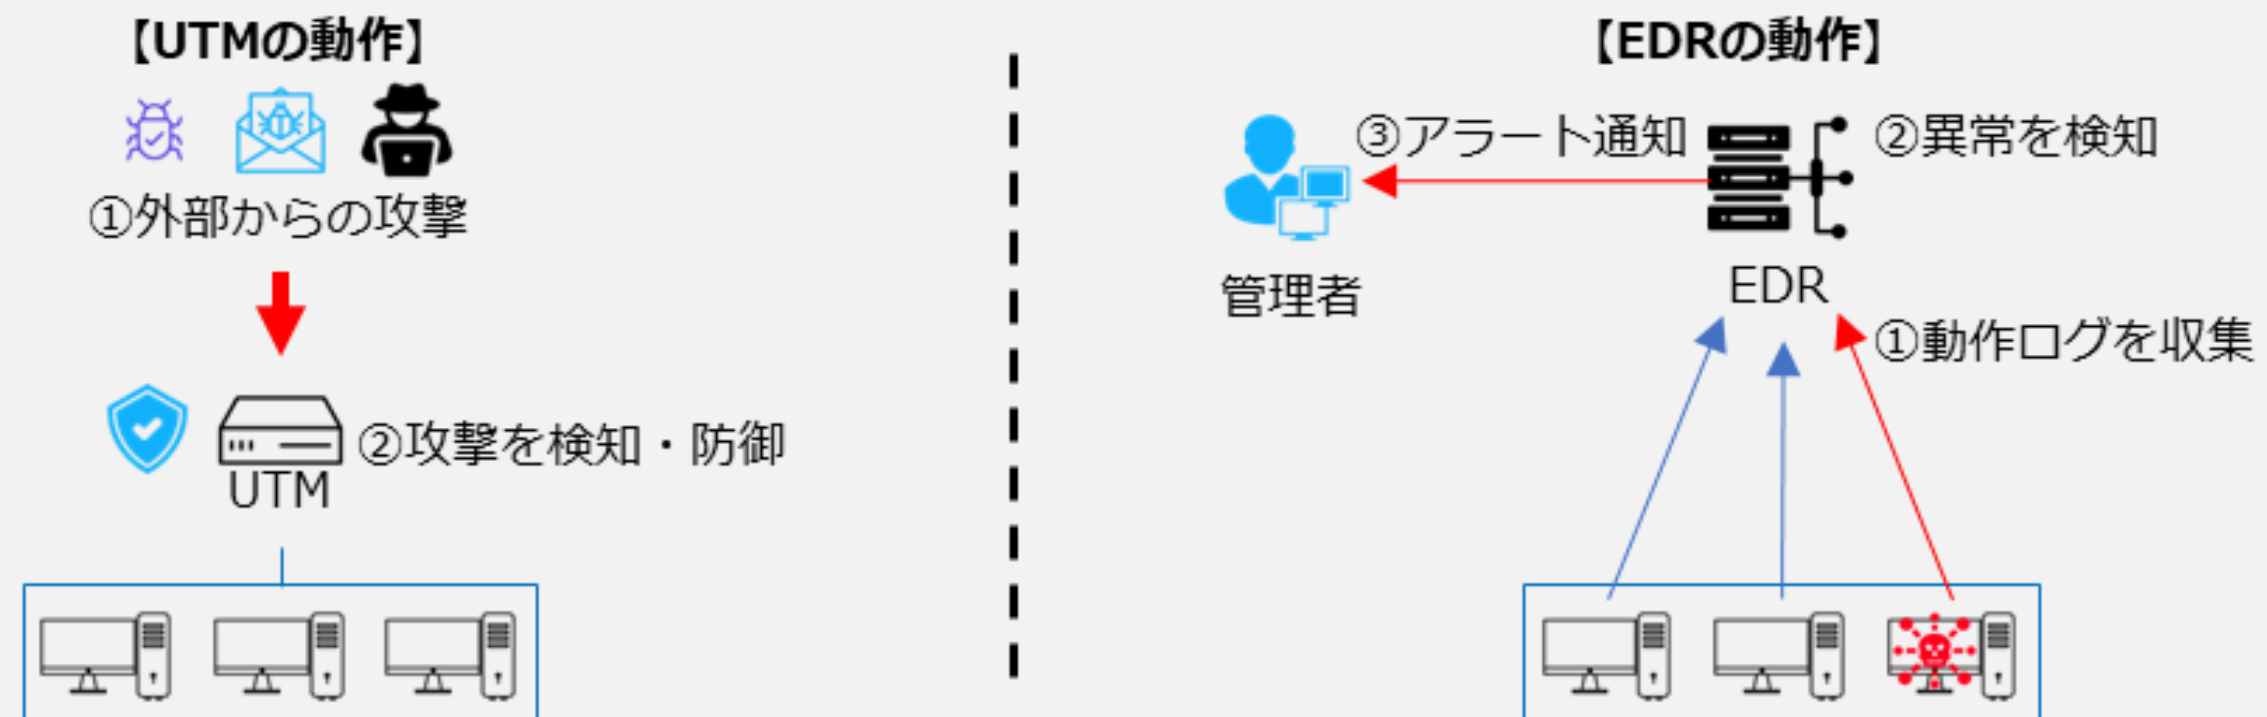 【UTMの動作】
①外部からの攻撃
②攻撃を検知・防御
UTM
【EDRの動作】
③アラート通知
②異常を検知
管理者
EDR
①動作ログを収集